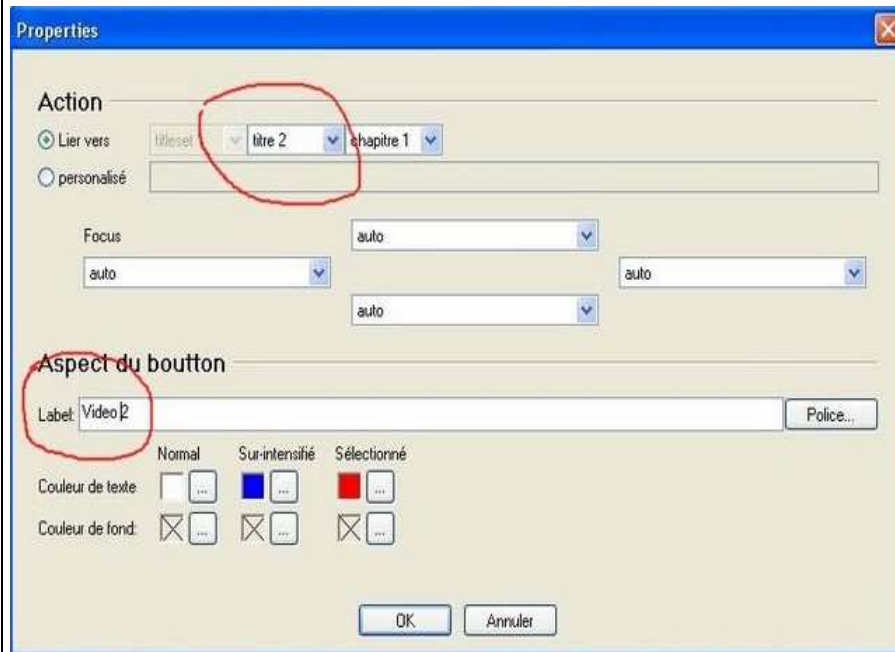 Properties
Action
Lier vers titleset titre 2 chapitre 1
personalisé
Focus auto
auto auto
auto
Aspect du boutton
Label: Video 2 Police...
Normal Sur-intensifié Sélectionné
Couleur de texte ... ... ...
Couleur de fond: ... ... ...
OK Annuler